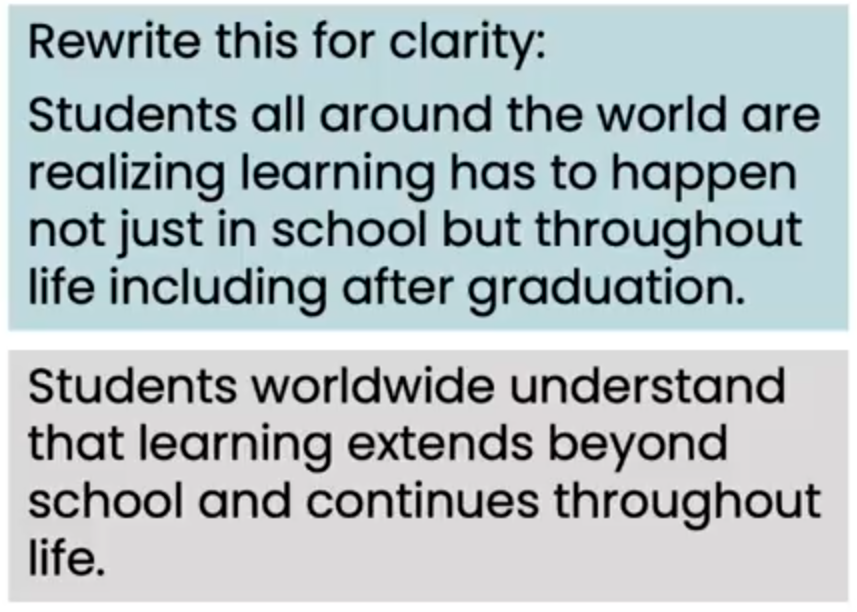 Rewrite this for clarity:
Students all around the world are
realizing learning has to happen
not just in school but throughout
life including after graduation.
Students worldwide understand
that learning extends beyond
school and continues throughout
life.